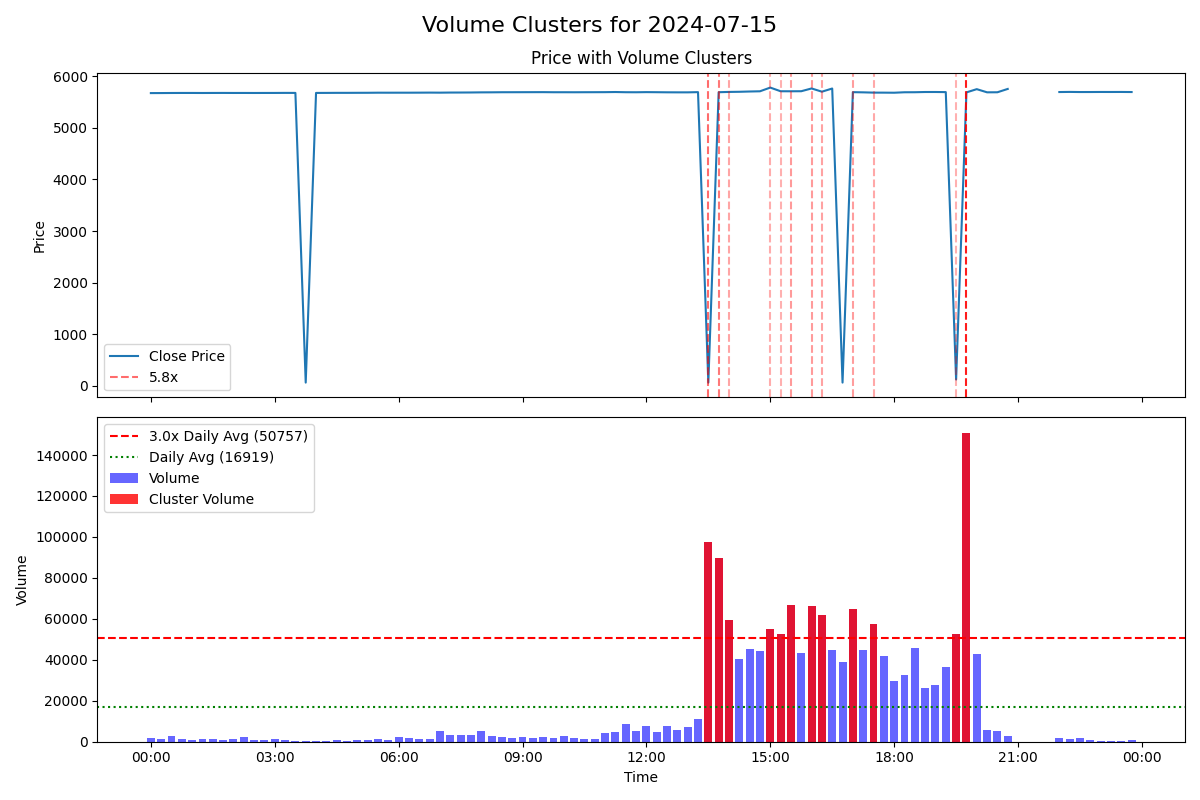 Volume Clusters for 2024-07-15
Price with Volume Clusters
6000
5000
4000
3000
2000
1000
0
Price
Close Price
5.8x
140000
120000
100000
80000
60000
40000
20000
0
Volume
3.0x Daily Avg (50757)
Daily Avg (16919)
Volume
Cluster Volume
00:00 03:00 06:00 09:00 12:00 15:00 18:00 21:00 00:00
Time